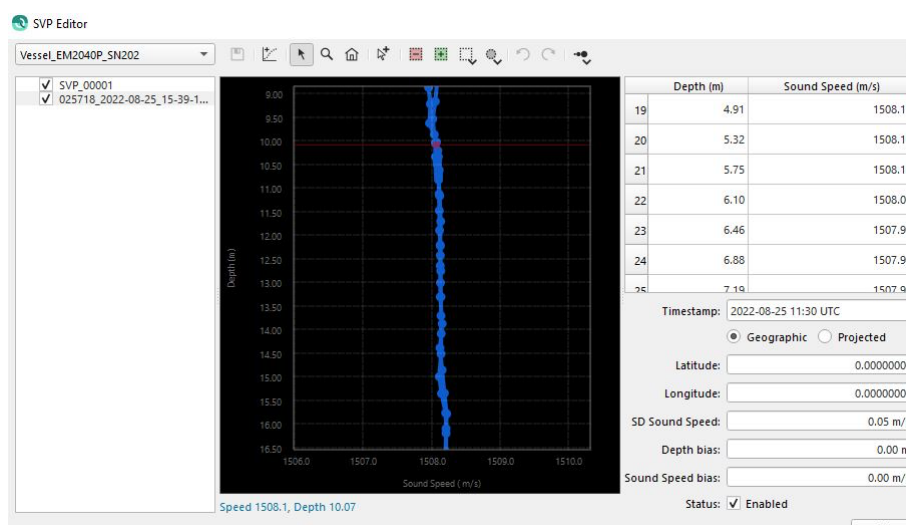 SVP Editor
Vessel_EM2040P_SN202
SVP_00001
025718_2022-08-25_15-39-1...
9.00
9.50
10.00
10.50
11.00
11.50
12.00
12.50
13.00
13.50
14.00
14.50
15.00
15.50
16.00
16.50
Depth (m)
1506.0 1507.0 1508.0 1509.0 1510.0
Sound Speed ( m/s)
Speed 1508.1, Depth 10.07
Depth (m) Sound Speed (m/s)
19 4.91 1508.1
20 5.32 1508.1
21 5.75 1508.1
22 6.10 1508.0
23 6.46 1507.9
24 6.88 1507.9
25 7.19 1507.9
Timestamp: 2022-08-25 11:30 UTC
Geographic Projected
Latitude: 0.0000000
Longitude: 0.0000000
SD Sound Speed: 0.05 m/
Depth bias: 0.00 m
Sound Speed bias: 0.00 m/
Status: Enabled